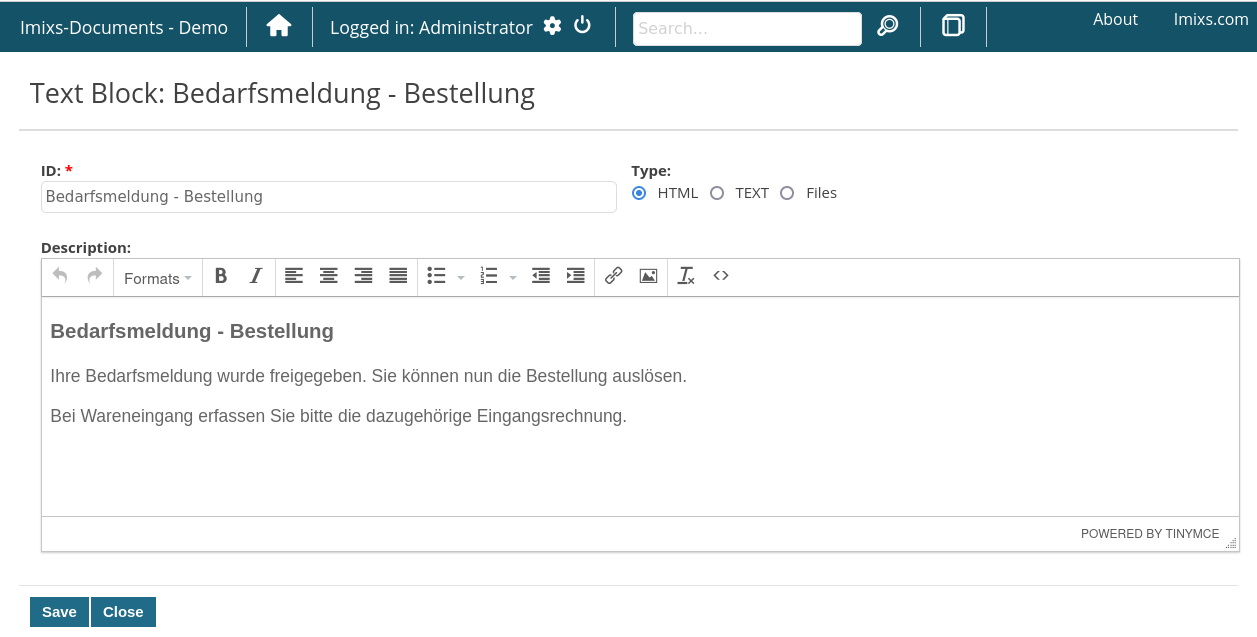 Imixs-Documents - Demo
Logged in: Administrator
Search...
About
Imixs.com
Text Block: Bedarfsmeldung - Bestellung
ID: *
Type:
Bedarfsmeldung - Bestellung
HTML
TEXT
Files
Description:
Formats
B
I
Bedarfsmeldung - Bestellung
Ihre Bedarfsmeldung wurde freigegeben. Sie können nun die Bestellung auslösen.
Bei Wareneingang erfassen Sie bitte die dazugehörige Eingangsrechnung.
POWERED BY TINYMCE
Save
Close